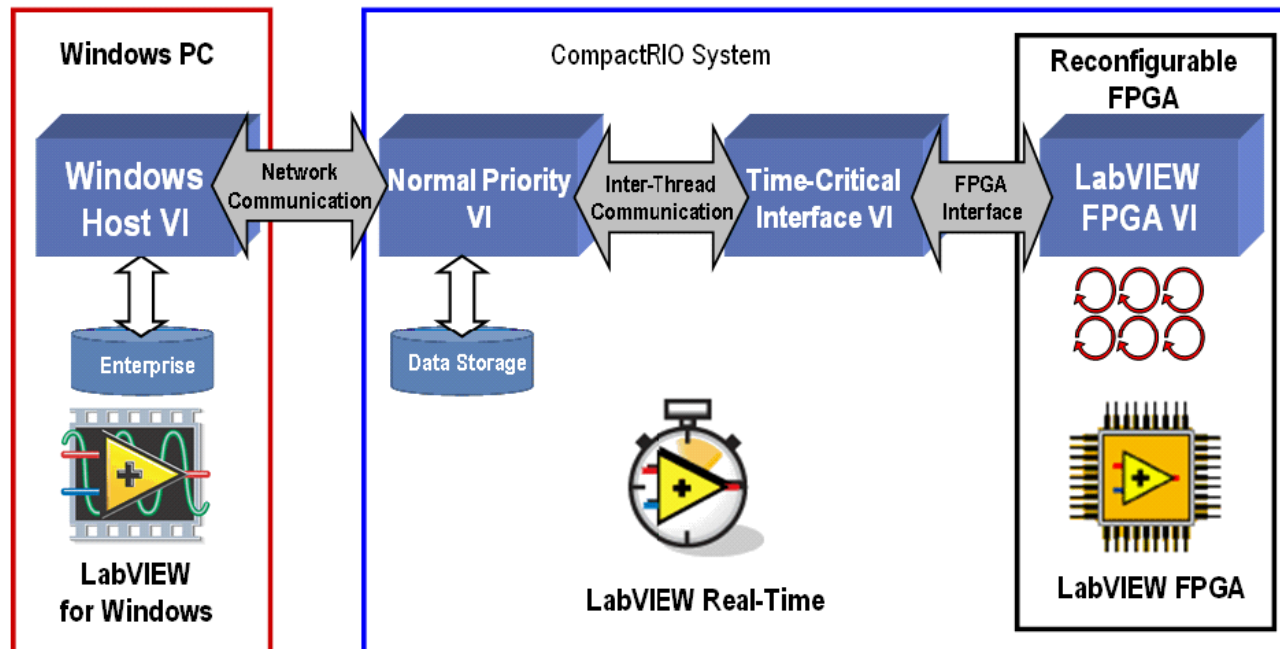 Windows PC
CompactRIO System
Reconfigurable
FPGA
Windows
Host VI
Network
Communication
Normal Priority
VI
Inter-Thread
Communication
Time-Critical
Interface VI
FPGA
Interface
LabVIEW
FPGA VI
Enterprise
Data Storage
LabVIEW
for Windows
LabVIEW Real-Time
LabVIEW FPGA